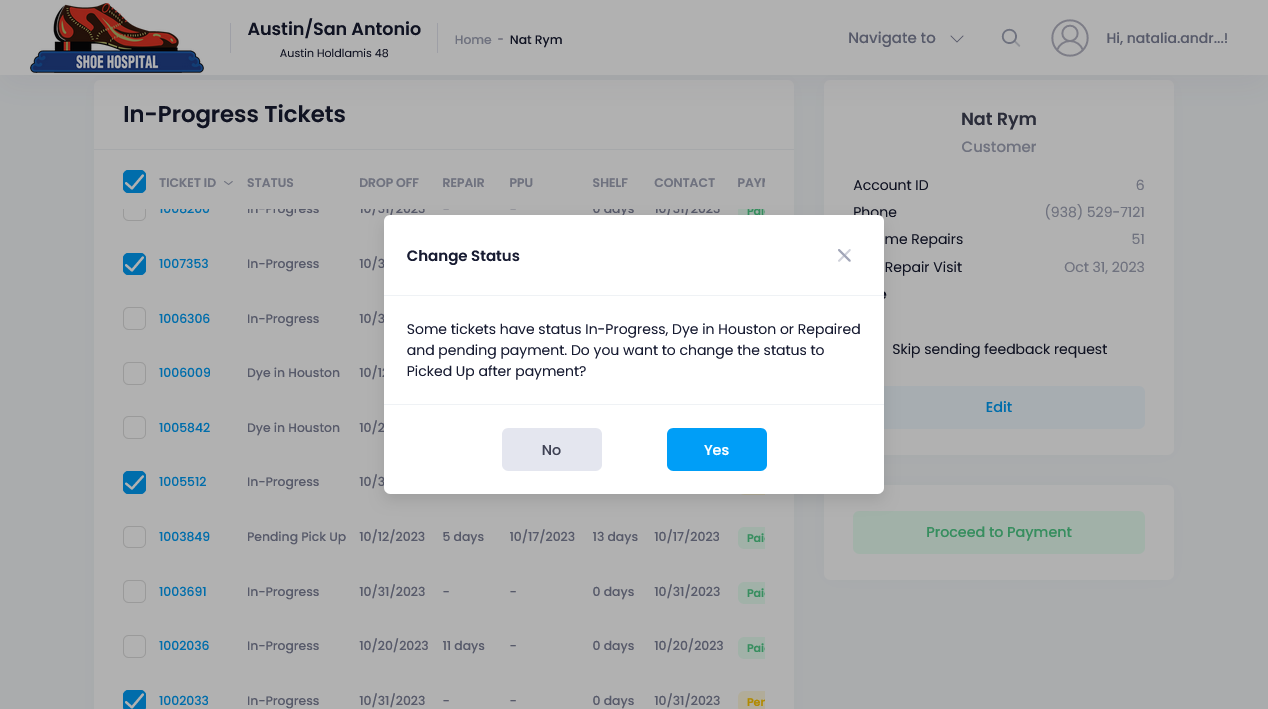 SHOE HOSPITAL
Austin/San Antonio
Austin Holdlamis 48
Home - Nat Rym
Navigate to
Hi, natalia.andr...!
In-Progress Tickets
TICKET ID STATUS DROP OFF REPAIR PPU SHELF CONTACT PAYM
1008200 In-Progress 10/31/2023 - - 0 days 10/31/2023 Pai
1007353 In-Progress 10/3
1006306 In-Progress 10/3
1006009 Dye in Houston 10/12
1005842 Dye in Houston 10/2
1005512 In-Progress 10/3
1003849 Pending Pick Up 10/12/2023 5 days 10/17/2023 13 days 10/17/2023 Paid
1003691 In-Progress 10/31/2023 - - 0 days 10/31/2023 Pai
1002036 In-Progress 10/20/2023 11 days - 0 days 10/20/2023 Pai
1002033 In-Progress 10/31/2023 - - 0 days 10/31/2023 Per
Change Status
Some tickets have status In-Progress, Dye in Houston or Repaired
and pending payment. Do you want to change the status to
Picked Up after payment?
No
Yes
Nat Rym
Customer
Account ID 6
Phone (938) 529-7121
me Repairs 51
Repair Visit Oct 31, 2023
e
Skip sending feedback request
Edit
Proceed to Payment